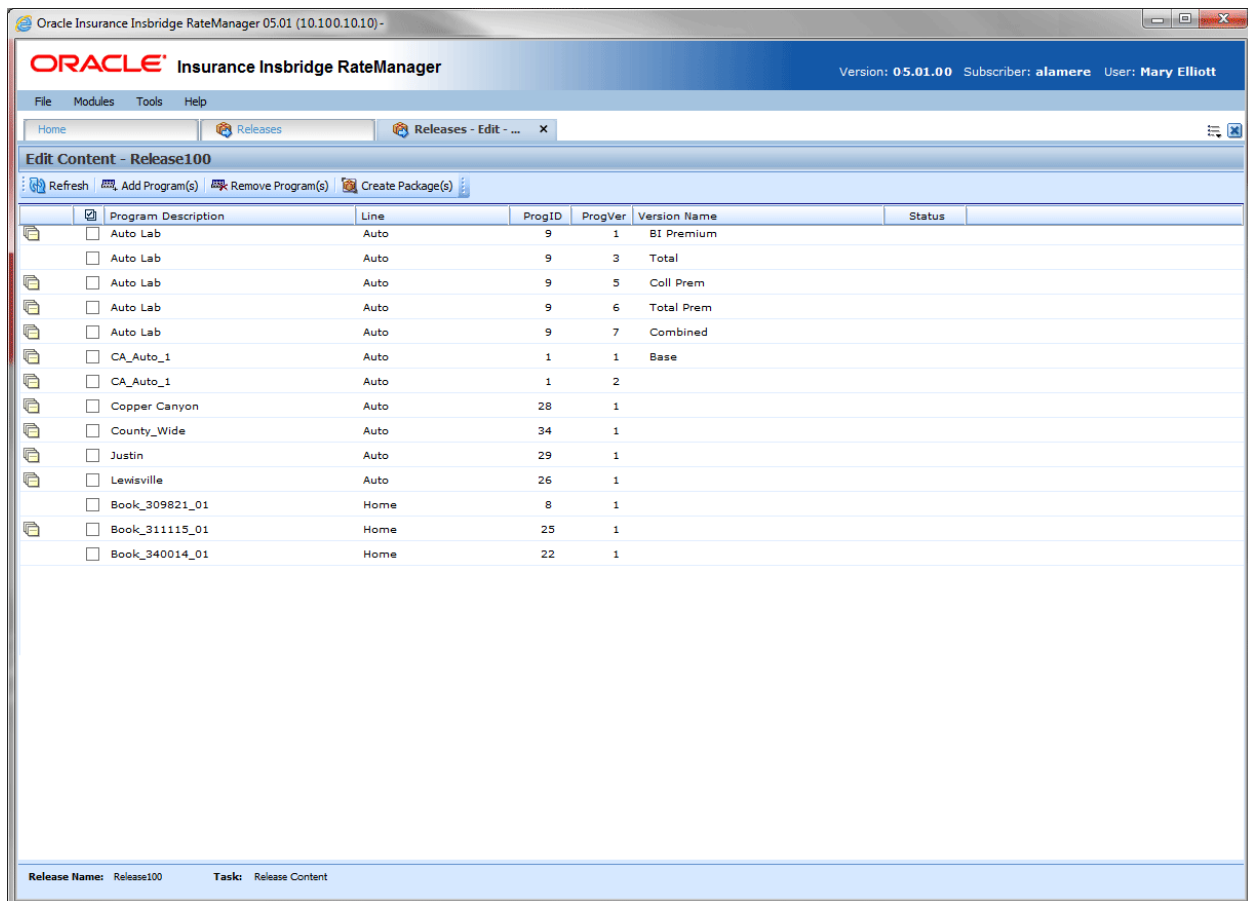 Oracle Insurance Insbridge RateManager 05.01 (10.100.10.10) -
ORACLE Insurance Insbridge RateManager
Version: 05.01.00 Subscriber: alamere User: Mary Elliott
File Modules Tools Help
Home Releases Releases - Edit - ... x
Edit Content - Release100
Refresh Add Program(s) Remove Program(s) Create Package(s)
Program Description Line ProgID ProgVer Version Name Status
Auto Lab Auto 9 1 BI Premium
Auto Lab Auto 9 3 Total
Auto Lab Auto 9 5 Coll Prem
Auto Lab Auto 9 6 Total Prem
Auto Lab Auto 9 7 Combined
CA_Auto_1 Auto 1 1 Base
CA_Auto_1 Auto 1 2
Copper Canyon Auto 28 1
County_Wide Auto 34 1
Justin Auto 29 1
Lewisville Auto 26 1
Book_309821_01 Home 8 1
Book_311115_01 Home 25 1
Book_340014_01 Home 22 1
Release Name: Release100 Task: Release Content